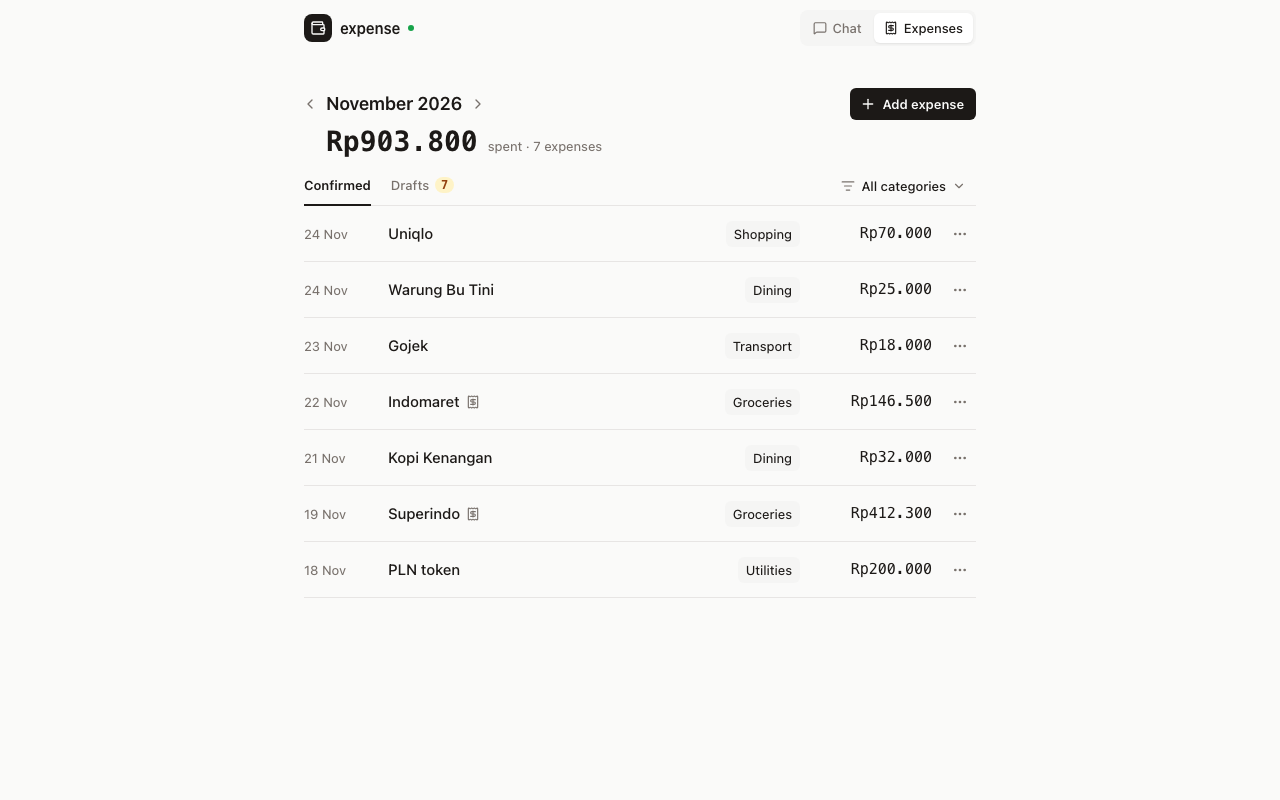 expense
Chat
Expenses
November 2026
Add expense
Rp903.800 spent · 7 expenses
Confirmed
Drafts 7
All categories
24 Nov Uniqlo Shopping Rp70.000
24 Nov Warung Bu Tini Dining Rp25.000
23 Nov Gojek Transport Rp18.000
22 Nov Indomaret Groceries Rp146.500
21 Nov Kopi Kenangan Dining Rp32.000
19 Nov Superindo Groceries Rp412.300
18 Nov PLN token Utilities Rp200.000